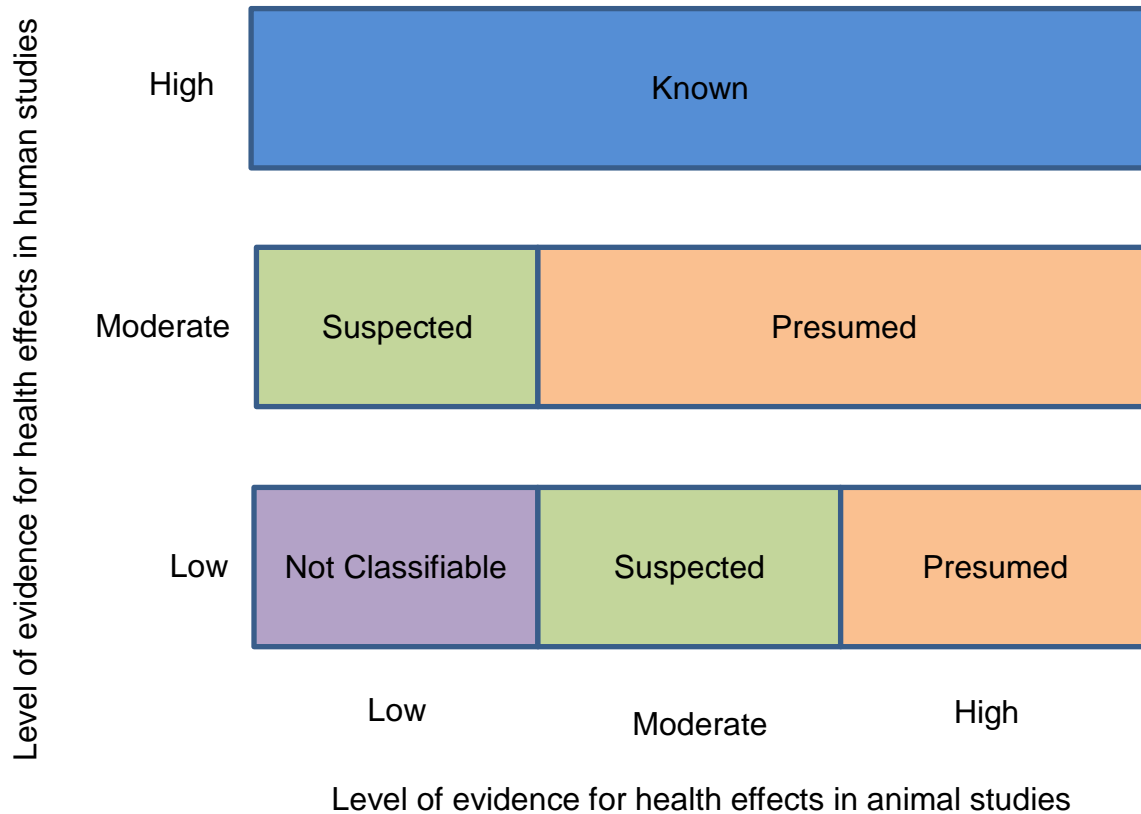 Level of evidence for health effects in human studies
High
Known
Moderate
Suspected
Presumed
Low
Not Classifiable
Suspected
Presumed
Low
Moderate
High
Level of evidence for health effects in animal studies